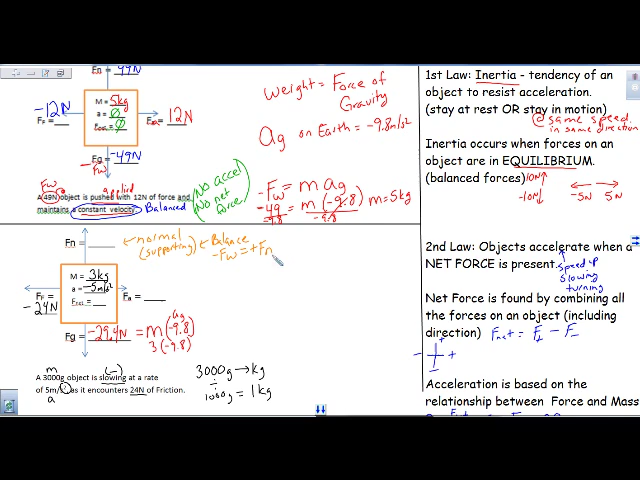 Fn = 49N
-12N
Ff = ___
M = 5kg
a = Ø
Fnet = Ø
12N
Fa = ___
Fg = -49N
-Fw
Weight = Force of
Gravity
Ag on Earth = -9.8m/s²
Fw
applied
A 49N object is pushed with 12N of force and
maintains a constant velocity. Balanced
(No accel
No net
force)
-Fw = m ag
-49 = m (-9.8) m = 5kg
-9.8 -9.8
Fn = ___ ← normal ← Balance
(supporting) -Fw = +Fn
M = 3kg
a = -5m/s²
Fnet = ___
Ff = ___
-24N
Fa = ___
Fg = -29.4N = m(-9.8)
ag
3(-9.8)
m (-)
A 3000g object is slowing at a rate
of 5m/s² as it encounters 24N of Friction.
a
3000g → kg
÷
1000g = 1kg
1st Law: Inertia - tendency of an
object to resist acceleration.
(stay at rest OR stay in motion)
@ same speed
in same direction
Inertia occurs when forces on an
object are in EQUILIBRIUM.
(balanced forces) 10N
-10N
-5N 5N
2nd Law: Objects accelerate when a
NET FORCE is present.
speed up
slowing
turning
Net Force is found by combining all
the forces on an object (including
direction) Fnet = F+ - F-
- + +
-
Acceleration is based on the
relationship between Force and Mass